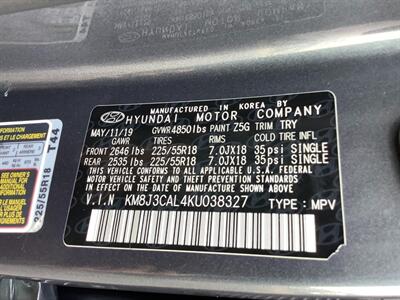 MANUFACTURED IN KOREA BY
HYUNDAI MOTOR COMPANY
MAY/11/19 GVWR4850lbs PAINT Z5G TRIM TRY
GAWR TIRES RIMS COLD TIRE INFL
FRONT 2646lbs 225/55R18 7.0JX18 35psi SINGLE
REAR 2535lbs 225/55R18 7.0JX18 35psi SINGLE
THIS VEHICLE CONFORMS TO ALL APPLICABLE U.S.A. FEDERAL
MOTOR VEHICLE SAFETY BUMPER AND THEFT PREVENTION STANDARDS
IN EFFECT ON THE DATE OF MANUFACTURE SHOWN ABOVE.
V.I.N KM8J3CAL4KU038327 TYPE : MPV
225/55R18 T44